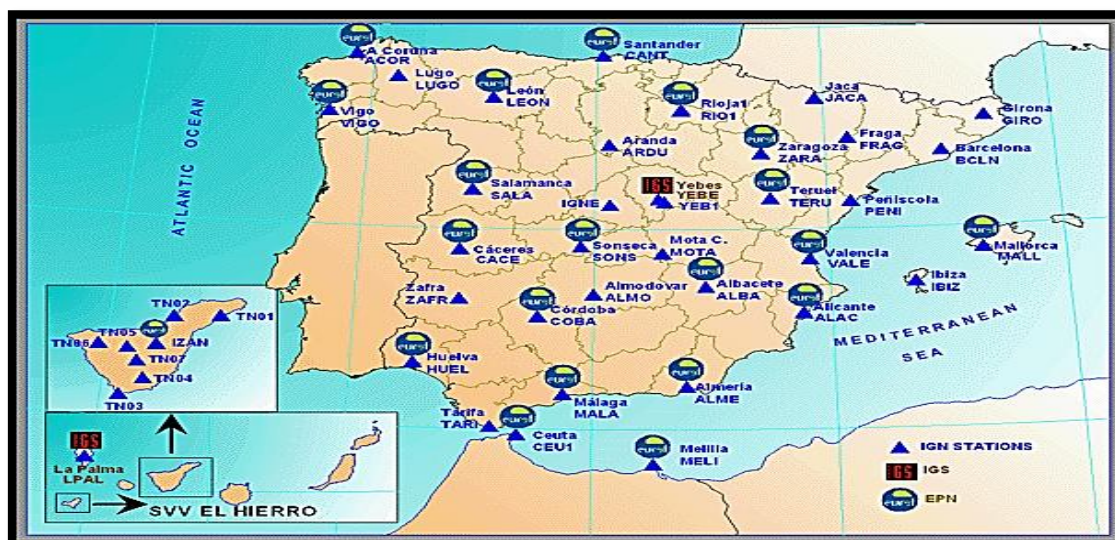 A Coruna
ACOR
Lugo
LUGO
León
LEON
Santander
CANT
Vigo
VIGO
Rioja1
RIO1
Jaca
JACA
Girona
GIRO
Aranda
ARDU
Zaragoza
ZARA
Fraga
FRAG
Barcelona
BCLN
ATLANTIC OCEAN
Salamanca
SALA
IGNE
IGS
Yebes
YEBE
YEB1
Teruel
TERU
Peñiscola
PENI
Cáceres
CACE
Sonseca
SONS
Mota C.
MOTA
Valencia
VALE
Mallorca
MALL
Ibiza
IBIZ
Zafra
ZAFR
Almodovar
ALMO
Albacete
ALBA
Córdoba
COBA
Alicante
ALAC
MEDITERRANEAN
SEA
TN02
TN01
TN05
TN06
IZAN
TN07
TN04
TN03
Huelva
HUEL
Málaga
MALA
Almería
ALME
Tarifa
TARI
Ceuta
CEU1
Melilla
MELI
IGS
La Palma
LPAL
SVV EL HIERRO
IGN STATIONS
IGS
IGS
EPN